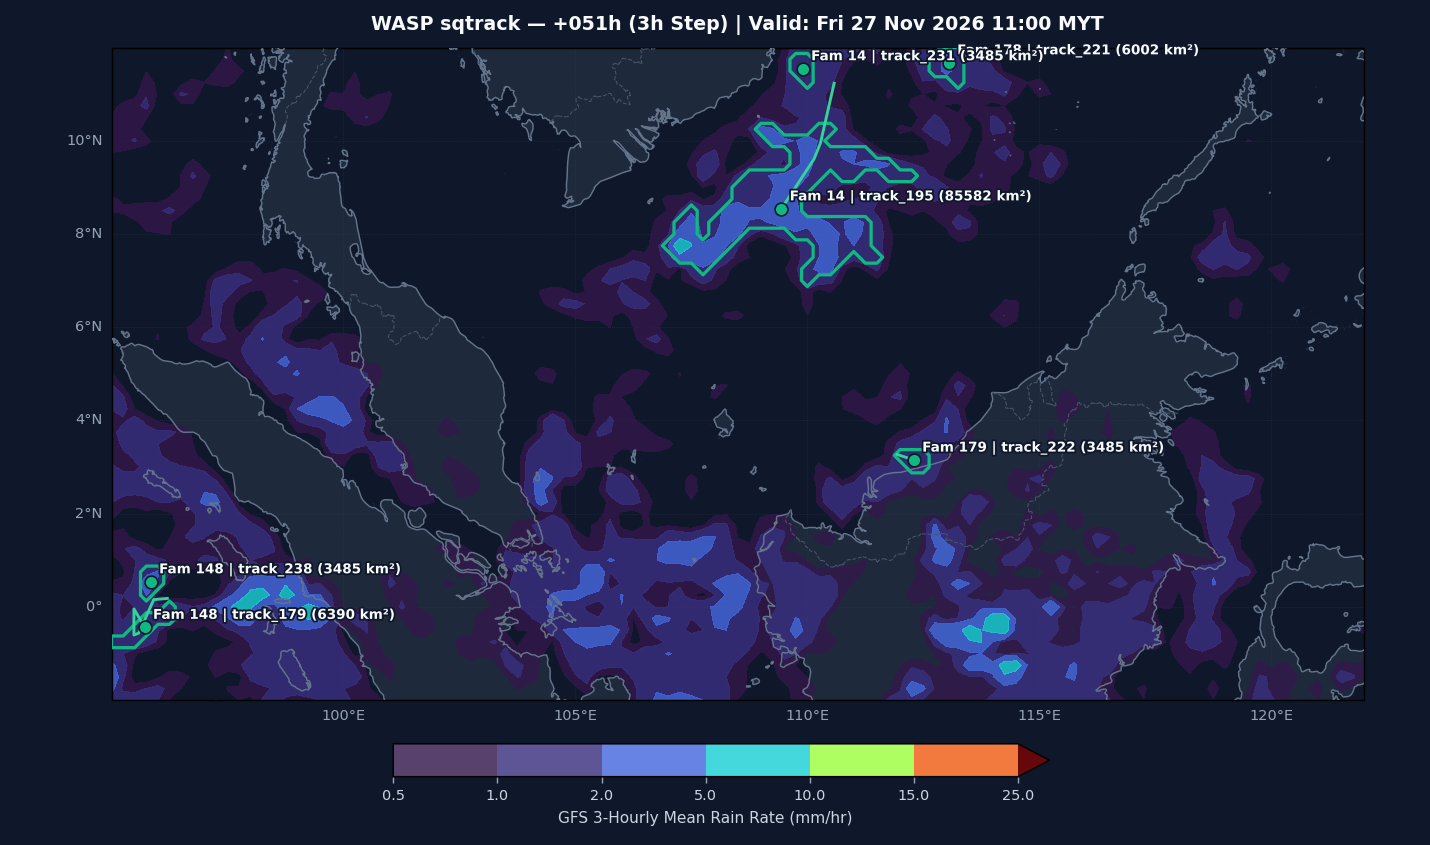 WASP sqtrack — +051h (3h Step) | Valid: Fri 27 Nov 2026 11:00 MYT
Fam 178 | track_221 (6002 km²)
Fam 14 | track_231 (3485 km²)
10°N
Fam 14 | track_195 (85582 km²)
8°N
6°N
4°N
Fam 179 | track_222 (3485 km²)
2°N
Fam 148 | track_238 (3485 km²)
0°
Fam 148 | track_179 (6390 km²)
100°E 105°E 110°E 115°E 120°E
0.5 1.0 2.0 5.0 10.0 15.0 25.0
GFS 3-Hourly Mean Rain Rate (mm/hr)